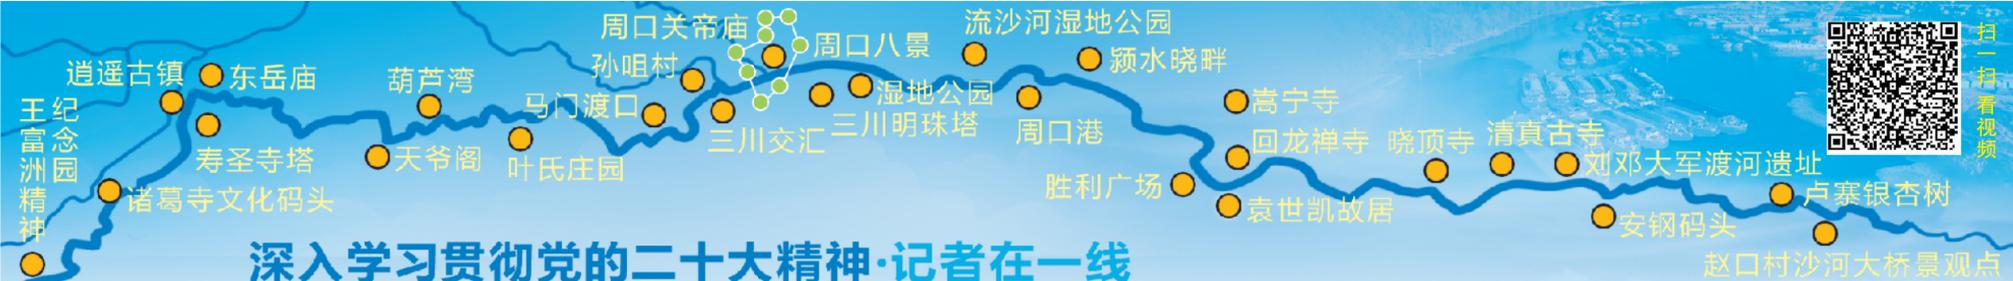 王富洲精神
纪念园
逍遥古镇
东岳庙
寿圣寺塔
诸葛寺文化码头
葫芦湾
天爷阁
叶氏庄园
马门渡口
孙咀村
周口关帝庙
周口八景
三川交汇
湿地公园
三川明珠塔
流沙河湿地公园
周口港
颍水晓畔
嵩宁寺
回龙禅寺
胜利广场
袁世凯故居
晓顶寺
清真古寺
刘邓大军渡河遗址
安钢码头
卢寨银杏树
赵口村沙河大桥景观点
扫一扫 看视频
深入学习贯彻党的二十大精神·记者在一线